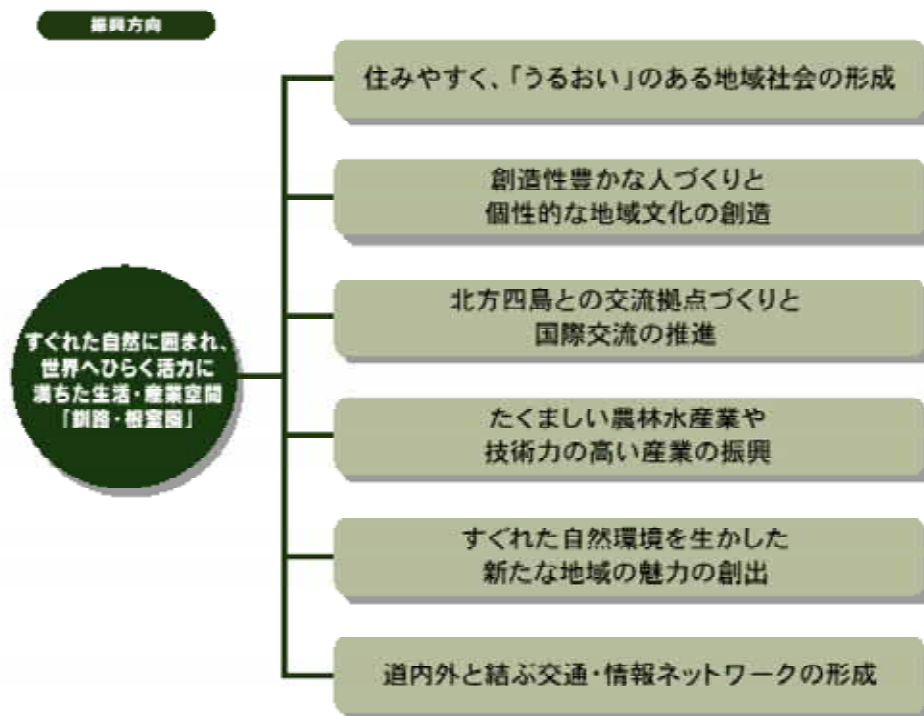 振興方向
住みやすく、「うるおい」のある地域社会の形成
創造性豊かな人づくりと
個性的な地域文化の創造
北方四島との交流拠点づくりと
国際交流の推進
すぐれた自然に囲まれ、
世界へひらく活力に
満ちた生活・産業空間
「釧路・根室圏」
たくましい農林水産業や
技術力の高い産業の振興
すぐれた自然環境を生かした
新たな地域の魅力の創出
道内外と結ぶ交通・情報ネットワークの形成